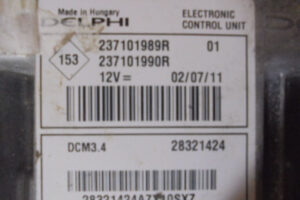 Made in Hungary
DELPHI ELECTRONIC
CONTROL UNIT
153
237101989R 01
237101990R
12V= 02/07/11
DCM3.4 28321424